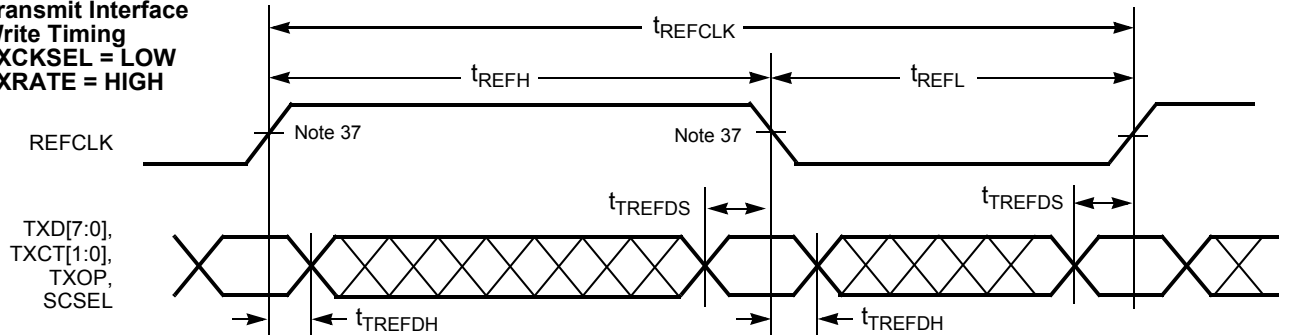 ransmit Interface
rite Timing
XCKSEL = LOW
XRATE = HIGH
tREFCLK
tREFH
tREFL
REFCLK
Note 37
Note 37
tTREFDS
tTREFDS
TXD[7:0],
TXCT[1:0],
TXOP,
SCSEL
tTREFDH
tTREFDH